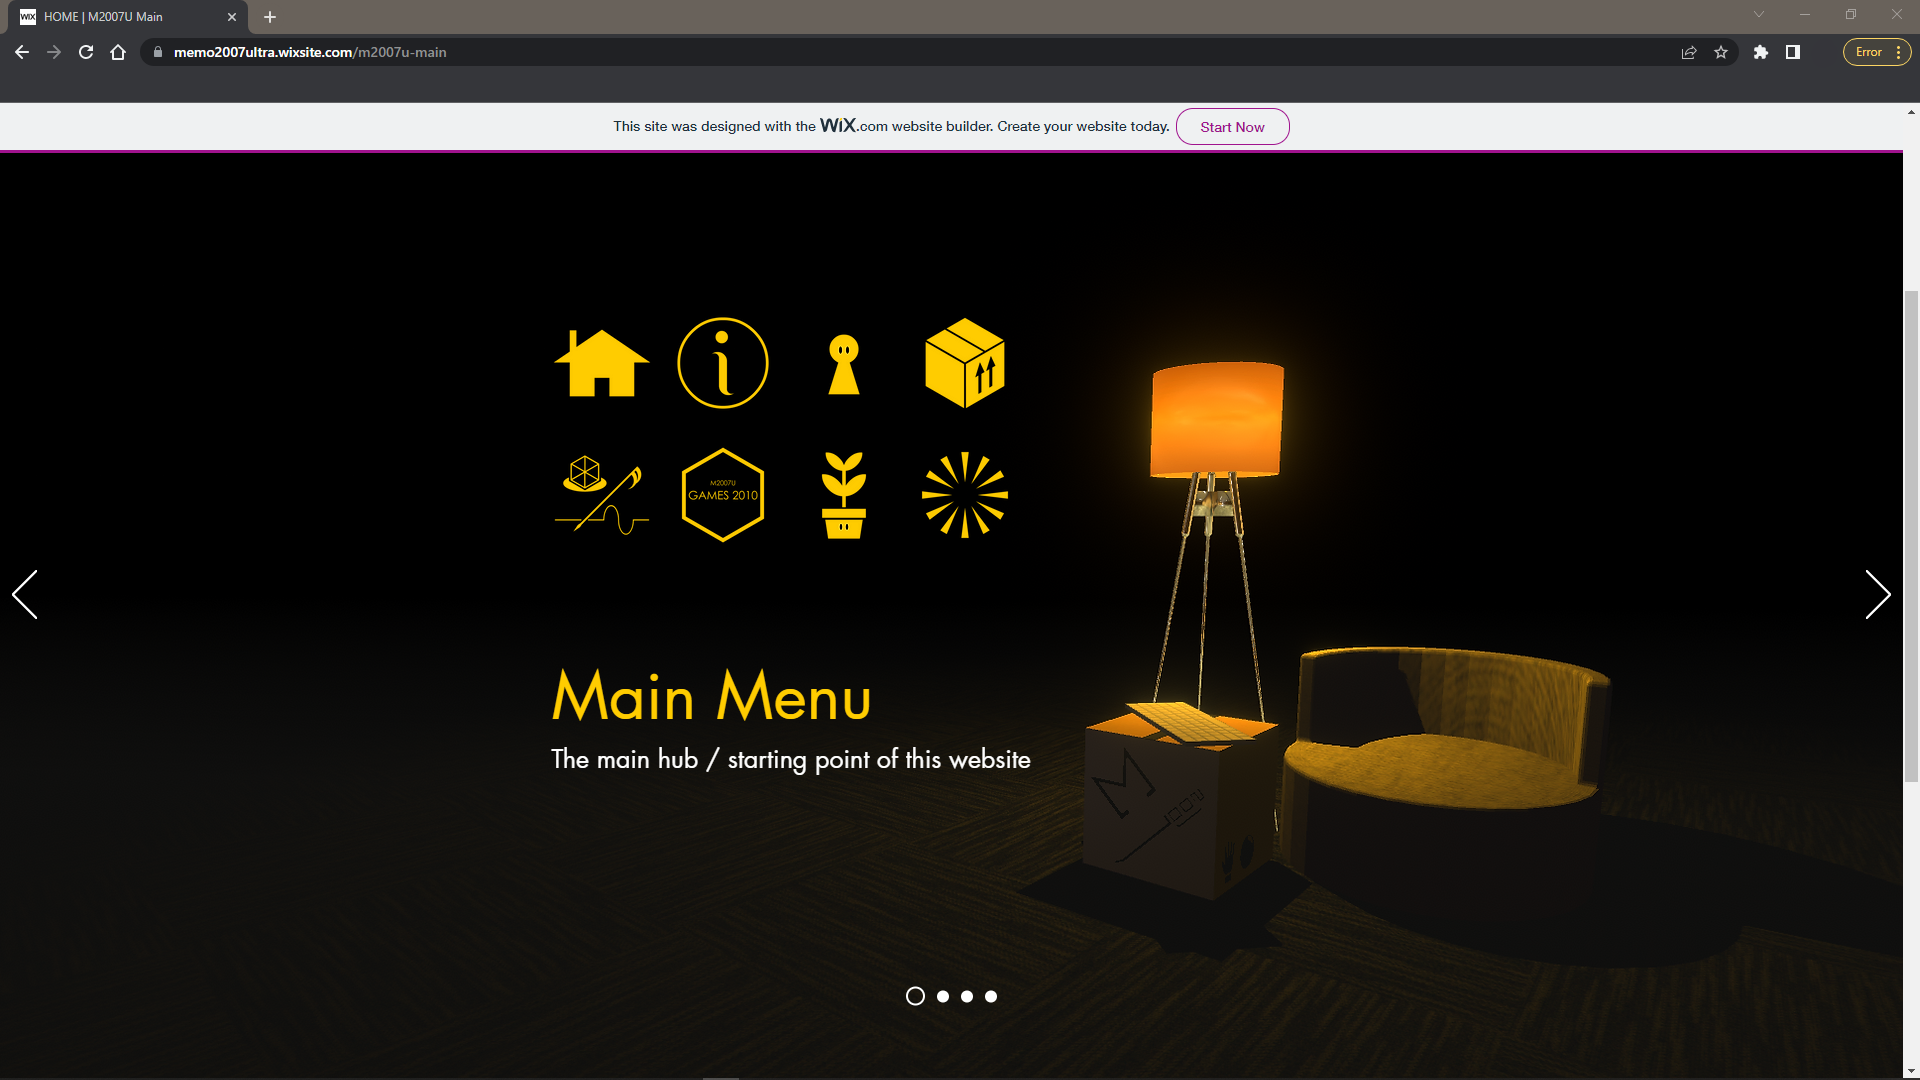 WIX HOME | M2007U Main
memo2007ultra.wixsite.com/m2007u-main
Error
This site was designed with the WiX.com website builder. Create your website today. Start Now
M2007U
GAMES 2010
Main Menu
The main hub / starting point of this website
M
2007